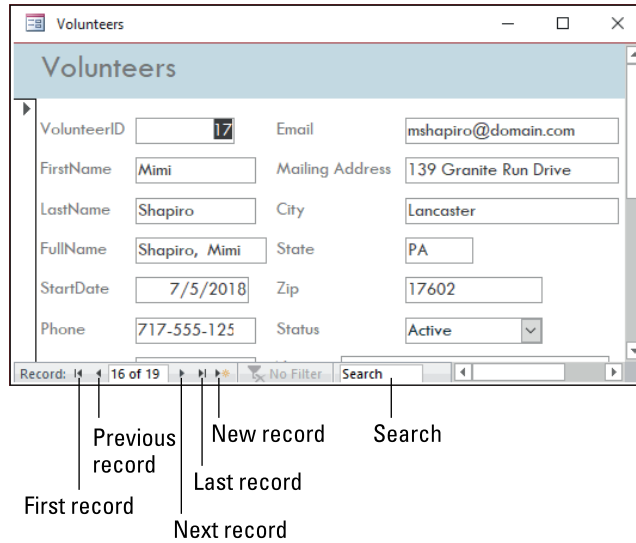 Volunteers
Volunteers
VolunteerID 17 Email mshapiro@domain.com
FirstName Mimi Mailing Address 139 Granite Run Drive
LastName Shapiro City Lancaster
FullName Shapiro, Mimi State PA
StartDate 7/5/2018 Zip 17602
Phone 717-555-125 Status Active
Record: 16 of 19 No Filter Search
Previous record New record Search
First record Last record
Next record